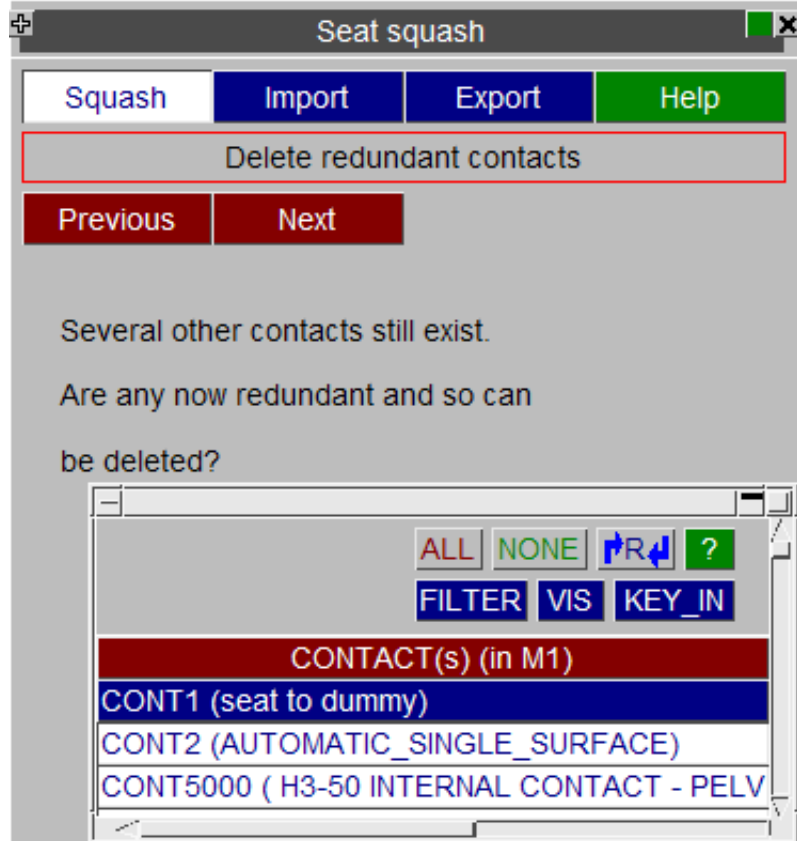 Seat squash
Squash Import Export Help
Delete redundant contacts
Previous Next
Several other contacts still exist.
Are any now redundant and so can
be deleted?
ALL NONE R ?
FILTER VIS KEY_IN
CONTACT(s) (in M1)
CONT1 (seat to dummy)
CONT2 (AUTOMATIC_SINGLE_SURFACE)
CONT5000 ( H3-50 INTERNAL CONTACT - PELV